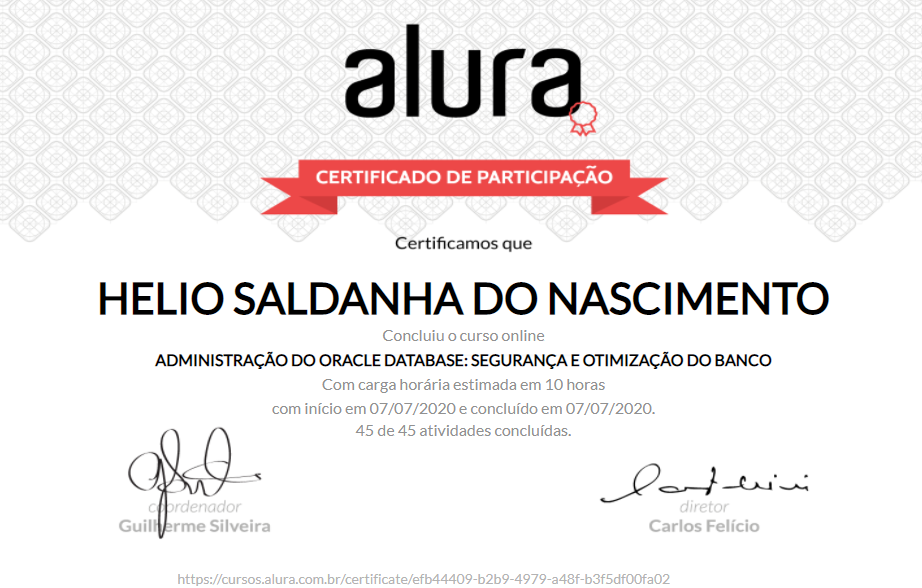 alura
CERTIFICADO DE PARTICIPAÇÃO
Certificamos que
HELIO SALDANHA DO NASCIMENTO
Concluiu o curso online
ADMINISTRAÇÃO DO ORACLE DATABASE: SEGURANÇA E OTIMIZAÇÃO DO BANCO
Com carga horária estimada em 10 horas
com início em 07/07/2020 e concluído em 07/07/2020.
45 de 45 atividades concluídas.
coordenador
Guilherme Silveira
diretor
Carlos Felício
https://cursos.alura.com.br/certificate/efb44409-b2b9-4979-a48f-b3f5df00fa02